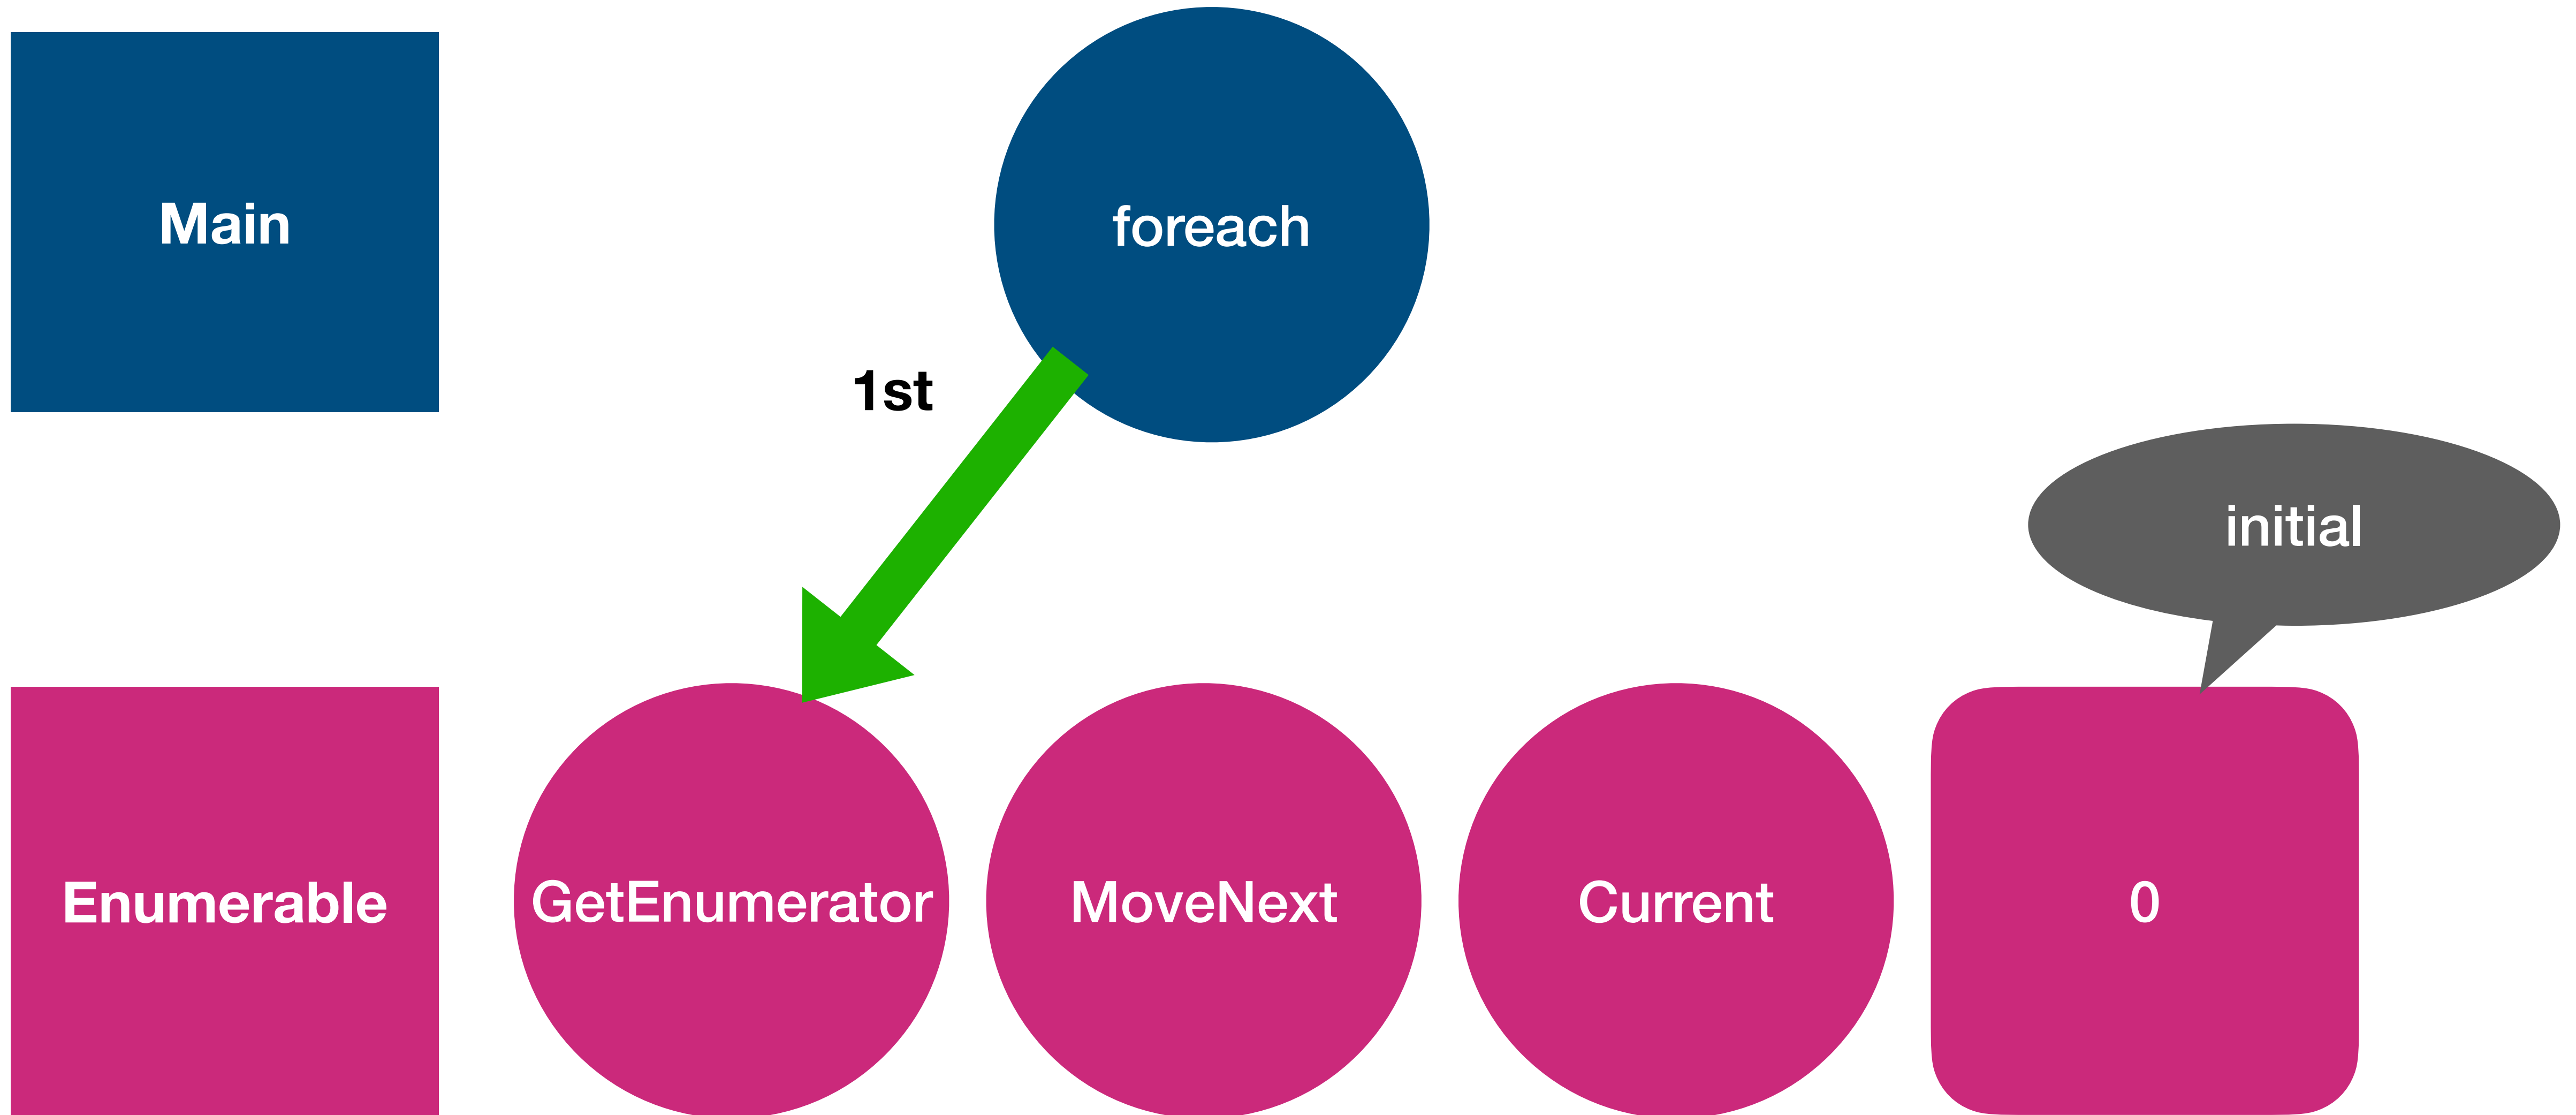 Main
foreach
1st
initial
Enumerable
GetEnumerator
MoveNext
Current
0